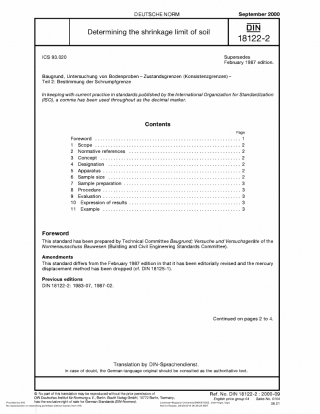 DEUTSCHE NORM
September 2000
Determining the shrinkage limit of soil
DIN
18122-2
ICS 93.020
Supersedes
February 1987 edition.
Baugrund, Untersuchung von Bodenproben – Zustandsgrenzen (Konsistenzgrenzen) –
Teil 2: Bestimmung der Schrumpfgrenze
In keeping with current practice in standards published by the International Organization for Standardization
(ISO), a comma has been used throughout as the decimal marker.
Contents
Page
Foreword ........ 1
1 Scope ........ 2
2 Normative references ........ 2
3 Concept ........ 2
4 Designation ........ 2
5 Apparatus ........ 2
6 Sample size ........ 2
7 Sample preparation ........ 3
8 Procedure ........ 3
9 Evaluation ........ 3
10 Expression of results ........ 3
11 Example ........ 3
Foreword
This standard has been prepared by Technical Committee Baugrund; Versuche und Versuchsgeräte of the
Normenausschuss Bauwesen (Building and Civil Engineering Standards Committee).
Amendments
This standard differs from the February 1987 edition in that it has been editorially revised and the mercury
displacement method has been dropped (cf. DIN 18125-1).
Previous editions
DIN 18122-2: 1983-07, 1987-02.
Continued on pages 2 to 4.
Translation by DIN-Sprachendienst.
In case of doubt, the German-language original should be consulted as the authoritative text.
© No part of this translation may be reproduced without the prior permission of
DIN Deutsches Institut für Normung e.V., Berlin. Beuth Verlag GmbH, 10772 Berlin, Germany,
has the exclusive right of sale for German Standards (DIN-Normen).
Ref. No. DIN 18122-2 : 2000-09
English price group 04 Sales No. 0104